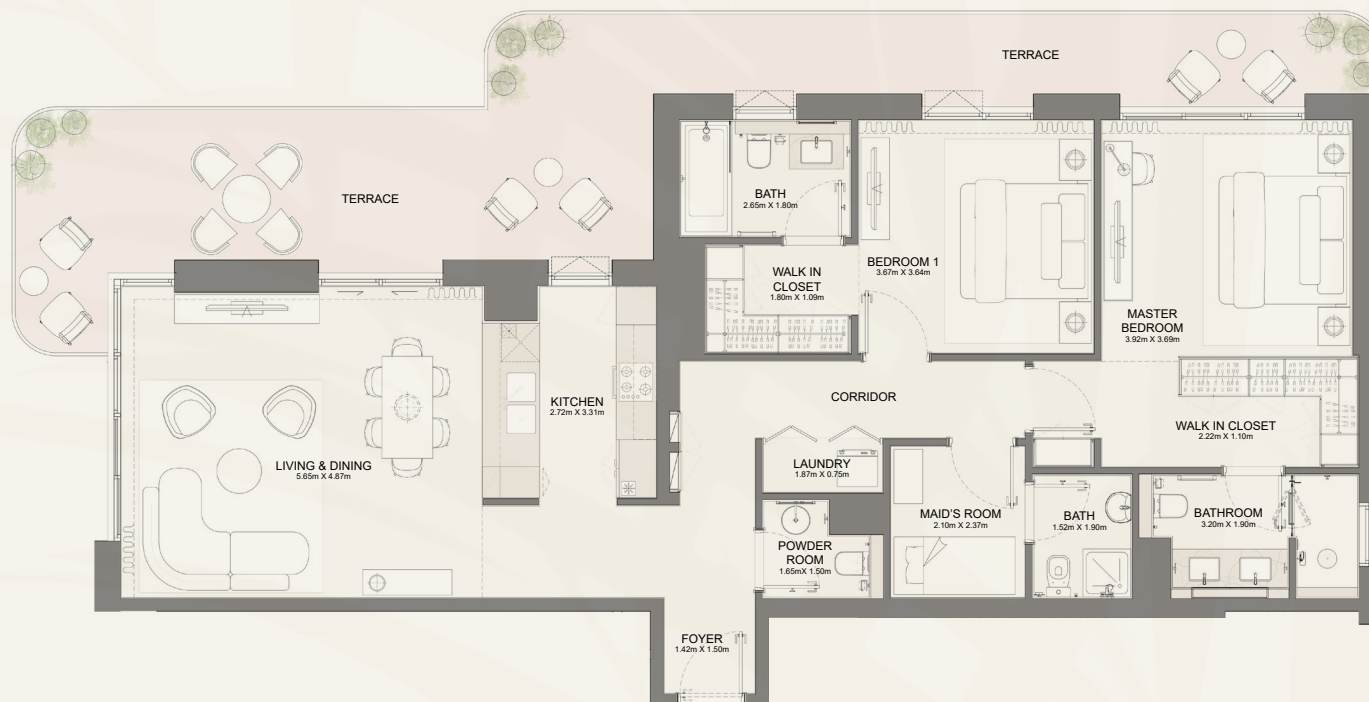 TERRACE
TERRACE
BATH
2.65m X 1.80m
WALK IN
CLOSET
1.80m X 1.09m
BEDROOM 1
3.67m X 3.64m
MASTER
BEDROOM
3.92m X 3.69m
KITCHEN
2.72m X 3.31m
CORRIDOR
WALK IN CLOSET
2.22m X 1.10m
LIVING & DINING
5.65m X 4.87m
LAUNDRY
1.87m X 0.75m
MAID'S ROOM
2.10m X 2.37m
BATH
1.52m X 1.90m
BATHROOM
3.20m X 1.90m
POWDER
ROOM
1.65mX 1.50m
FOYER
1.42m X 1.50m